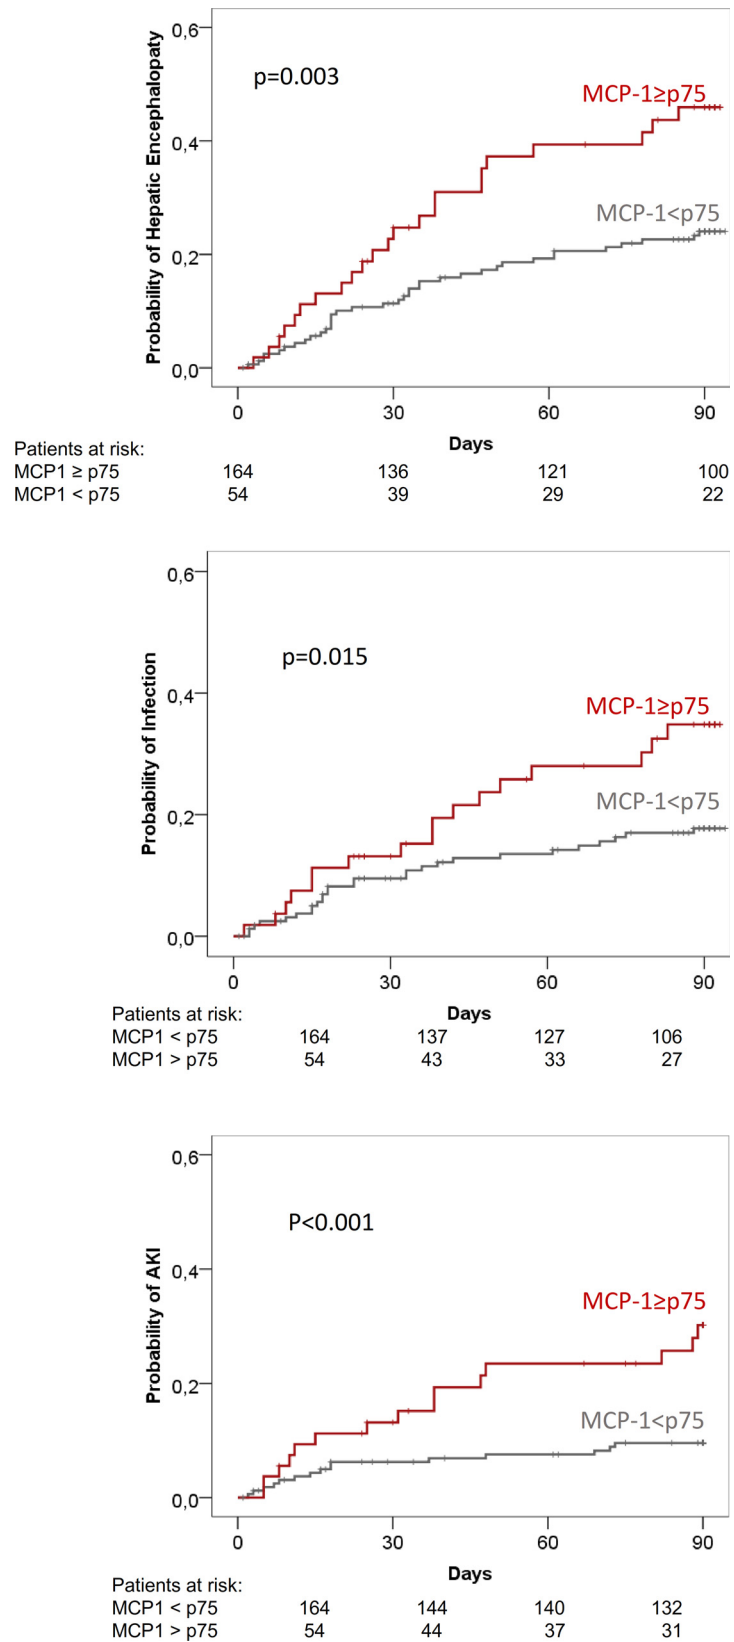 0,6
p=0.003
MCP-1≥p75
0,4
MCP-1<p75
0,2
0,0
Probability of Hepatic Encephalopaty
0 30 60 90
Days
Patients at risk:
MCP1 ≥ p75 164 136 121 100
MCP1 < p75 54 39 29 22
0,6
p=0.015
0,4
MCP-1≥p75
MCP-1<p75
0,2
0,0
Probability of Infection
0 30 60 90
Days
Patients at risk:
MCP1 < p75 164 137 127 106
MCP1 > p75 54 43 33 27
0,6
P<0.001
0,4
MCP-1≥p75
0,2
MCP-1<p75
0,0
Probability of AKI
0 30 60 90
Days
Patients at risk:
MCP1 < p75 164 144 140 132
MCP1 > p75 54 44 37 31